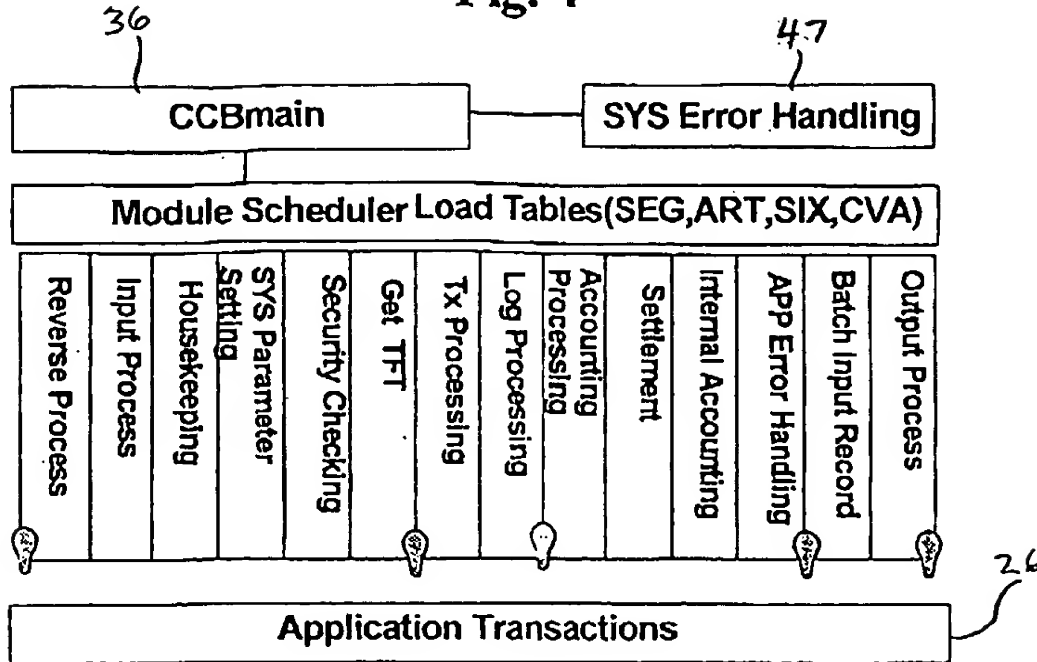 36
47
CCBmain
SYS Error Handling
Module Scheduler Load Tables(SEG,ART,SIX,CVA)
Reverse Process
Input Process
Housekeeping
SYS Parameter
Setting
Security Checking
Get TFT
Tx Processing
Log Processing
Accounting
Processing
Settlement
Internal Accounting
APP Error Handling
Batch Input Record
Output Process
26
Application Transactions